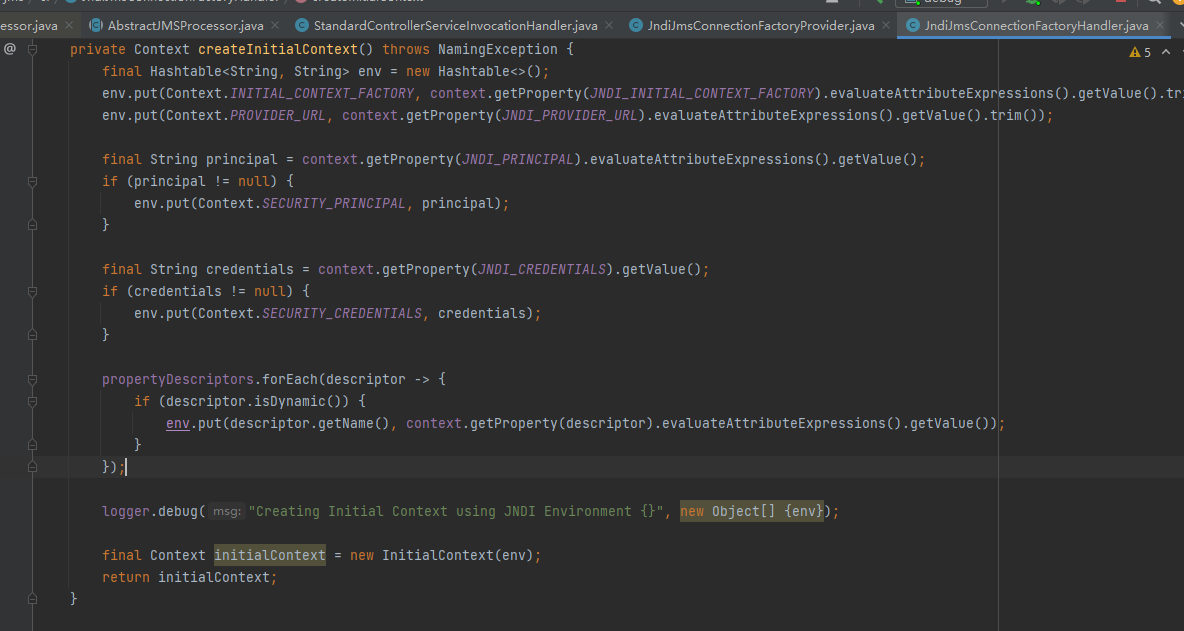 essor.java × AbstractJMSProcessor.java × StandardControllerServiceInvocationHandler.java × JndiJmsConnectionFactoryProvider.java × JndiJmsConnectionFactoryHandler.java ×
@ private Context createInitialContext() throws NamingException {
5
final Hashtable<String, String> env = new Hashtable<>();
env.put(Context.INITIAL_CONTEXT_FACTORY, context.getProperty(JNDI_INITIAL_CONTEXT_FACTORY).evaluateAttributeExpressions().getValue().tri
env.put(Context.PROVIDER_URL, context.getProperty(JNDI_PROVIDER_URL).evaluateAttributeExpressions().getValue().trim());
final String principal = context.getProperty(JNDI_PRINCIPAL).evaluateAttributeExpressions().getValue();
if (principal != null) {
env.put(Context.SECURITY_PRINCIPAL, principal);
}
final String credentials = context.getProperty(JNDI_CREDENTIALS).getValue();
if (credentials != null) {
env.put(Context.SECURITY_CREDENTIALS, credentials);
}
propertyDescriptors.forEach(descriptor -> {
if (descriptor.isDynamic()) {
env.put(descriptor.getName(), context.getProperty(descriptor).evaluateAttributeExpressions().getValue());
}
});
logger.debug( msg: "Creating Initial Context using JNDI Environment {}", new Object[] {env});
final Context initialContext = new InitialContext(env);
return initialContext;
}